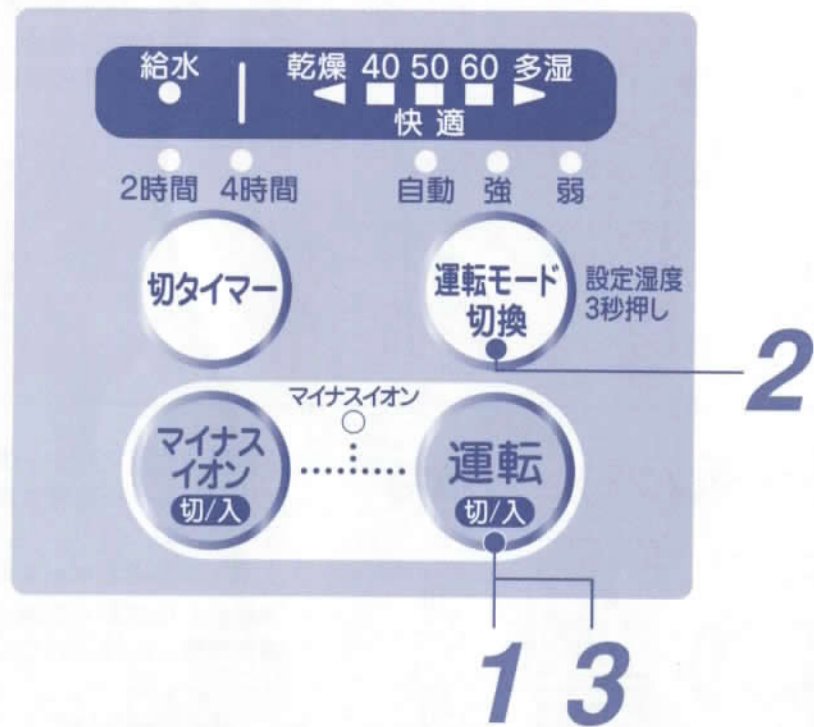 給水 乾燥 40 50 60 多湿
快適
2時間 4時間 自動 強 弱
切タイマー
運転モード
切換
設定湿度
3秒押し
2
マイナスイオン
マイナス
イオン
切/入
運転
切/入
1 3